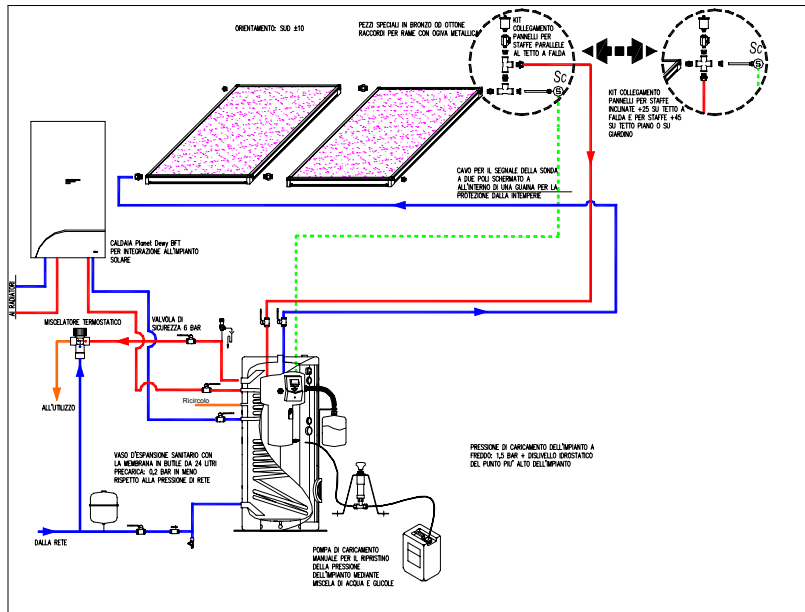 ORIENTAMENTO: SUD ±10
PEZZI SPECIALI IN BRONZO OD OTTONE
RACCORDI PER RAME CON OGIVA METALLICA
KIT
COLLEGAMENTO
PANNELLI PER
STAFFE PARALLELE
AL TETTO A FALDA
Sc
S
Sc
S
KIT COLLEGAMENTO
PANNELLI PER STAFFE
INCLINATE +25 SU TETTO A
FALDA E PER STAFFE +45
SU TETTO PIANO O SU
GIARDINO
CAVO PER IL SEGNALE DELLA SONDA
A DUE POLI SCHERMATO A
ALL'INTERNO DI UNA GUAINA PER LA
PROTEZIONE DALLA INTEMPERIE
CALDAIA Planet Dewy BFT
PER INTEGRAZIONE ALL'IMPIANTO
SOLARE
AI RADIATORI
MISCELATORE TERMOSTATICO
VALVOLA DI
SICUREZZA 6 BAR
ALL'UTILIZZO
Ricircolo
VASO D'ESPANSIONE SANITARIO CON
LA MEMBRANA IN BUTILE DA 24 LITRI
PRECARICA: 0,2 BAR IN MENO
RISPETTO ALLA PRESSIONE DI RETE
PRESSIONE DI CARICAMENTO DELL'IMPIANTO A
FREDDO: 1,5 BAR + DISLIVELLO IDROSTATICO
DEL PUNTO PIU' ALTO DELL'IMPIANTO
DALLA RETE
POMPA DI CARICAMENTO
MANUALE PER IL RIPRISTINO
DELLA PRESSIONE
DELL'IMPIANTO MEDIANTE
MISCELA DI ACQUA E GLICOLE